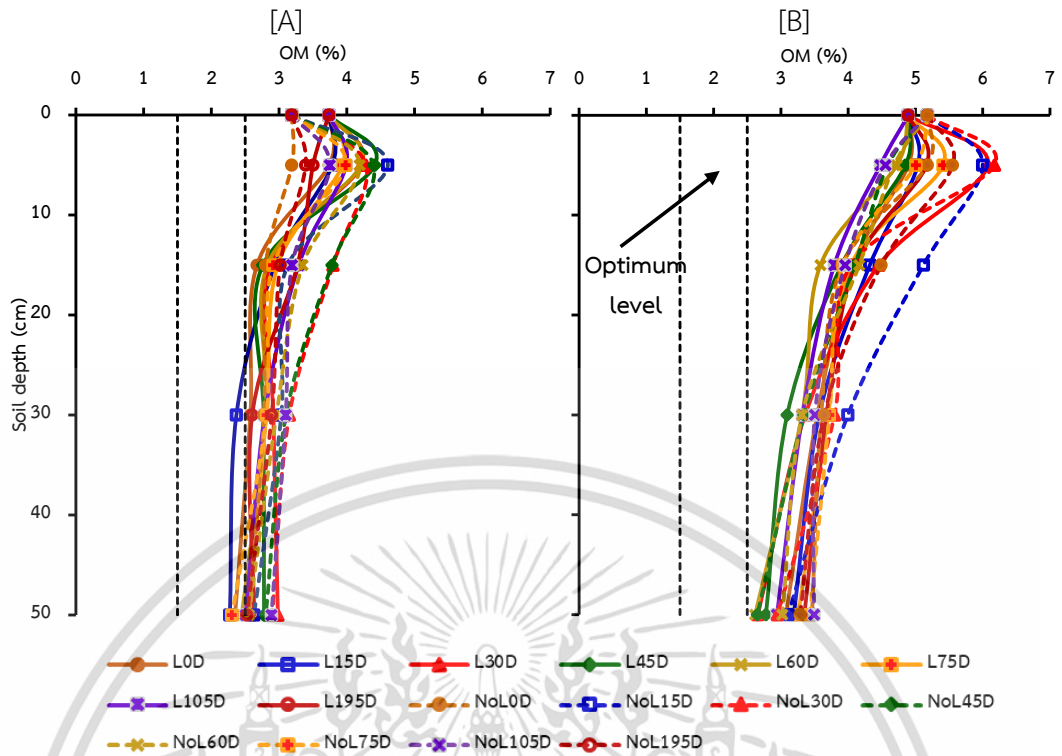 [A]
[B]
OM (%)
OM (%)
0 1 2 3 4 5 6 7
0 1 2 3 4 5 6 7
0
10
20
30
40
50
Soil depth (cm)
Optimum
level
L0D L15D L30D L45D L60D L75D
L105D L195D NoL0D NoL15D NoL30D NoL45D
NoL60D NoL75D NoL105D NoL195D